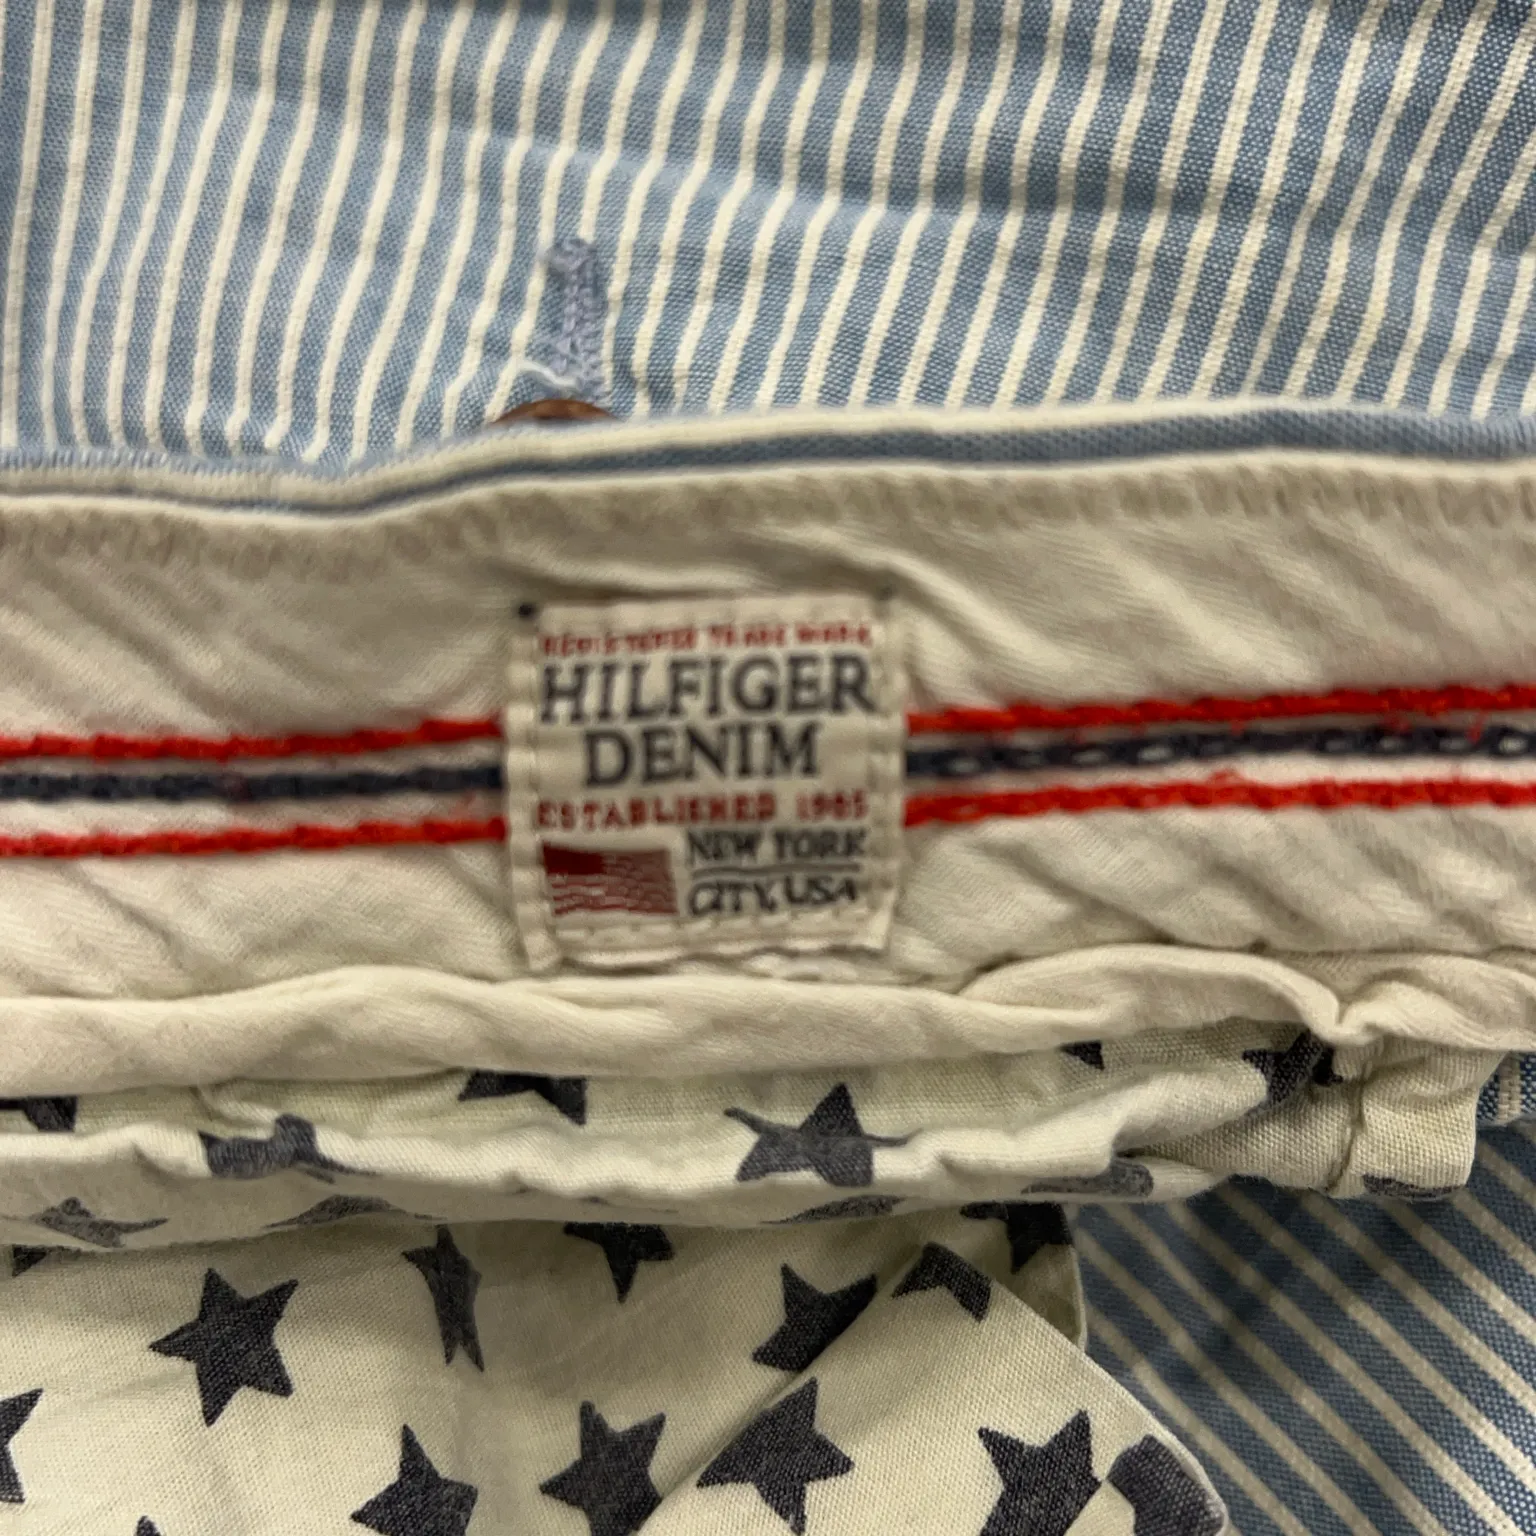 REGISTERED TRADE MARK
HILFIGER
DENIM
ESTABLISHED 1985
NEW YORK
CITY, USA